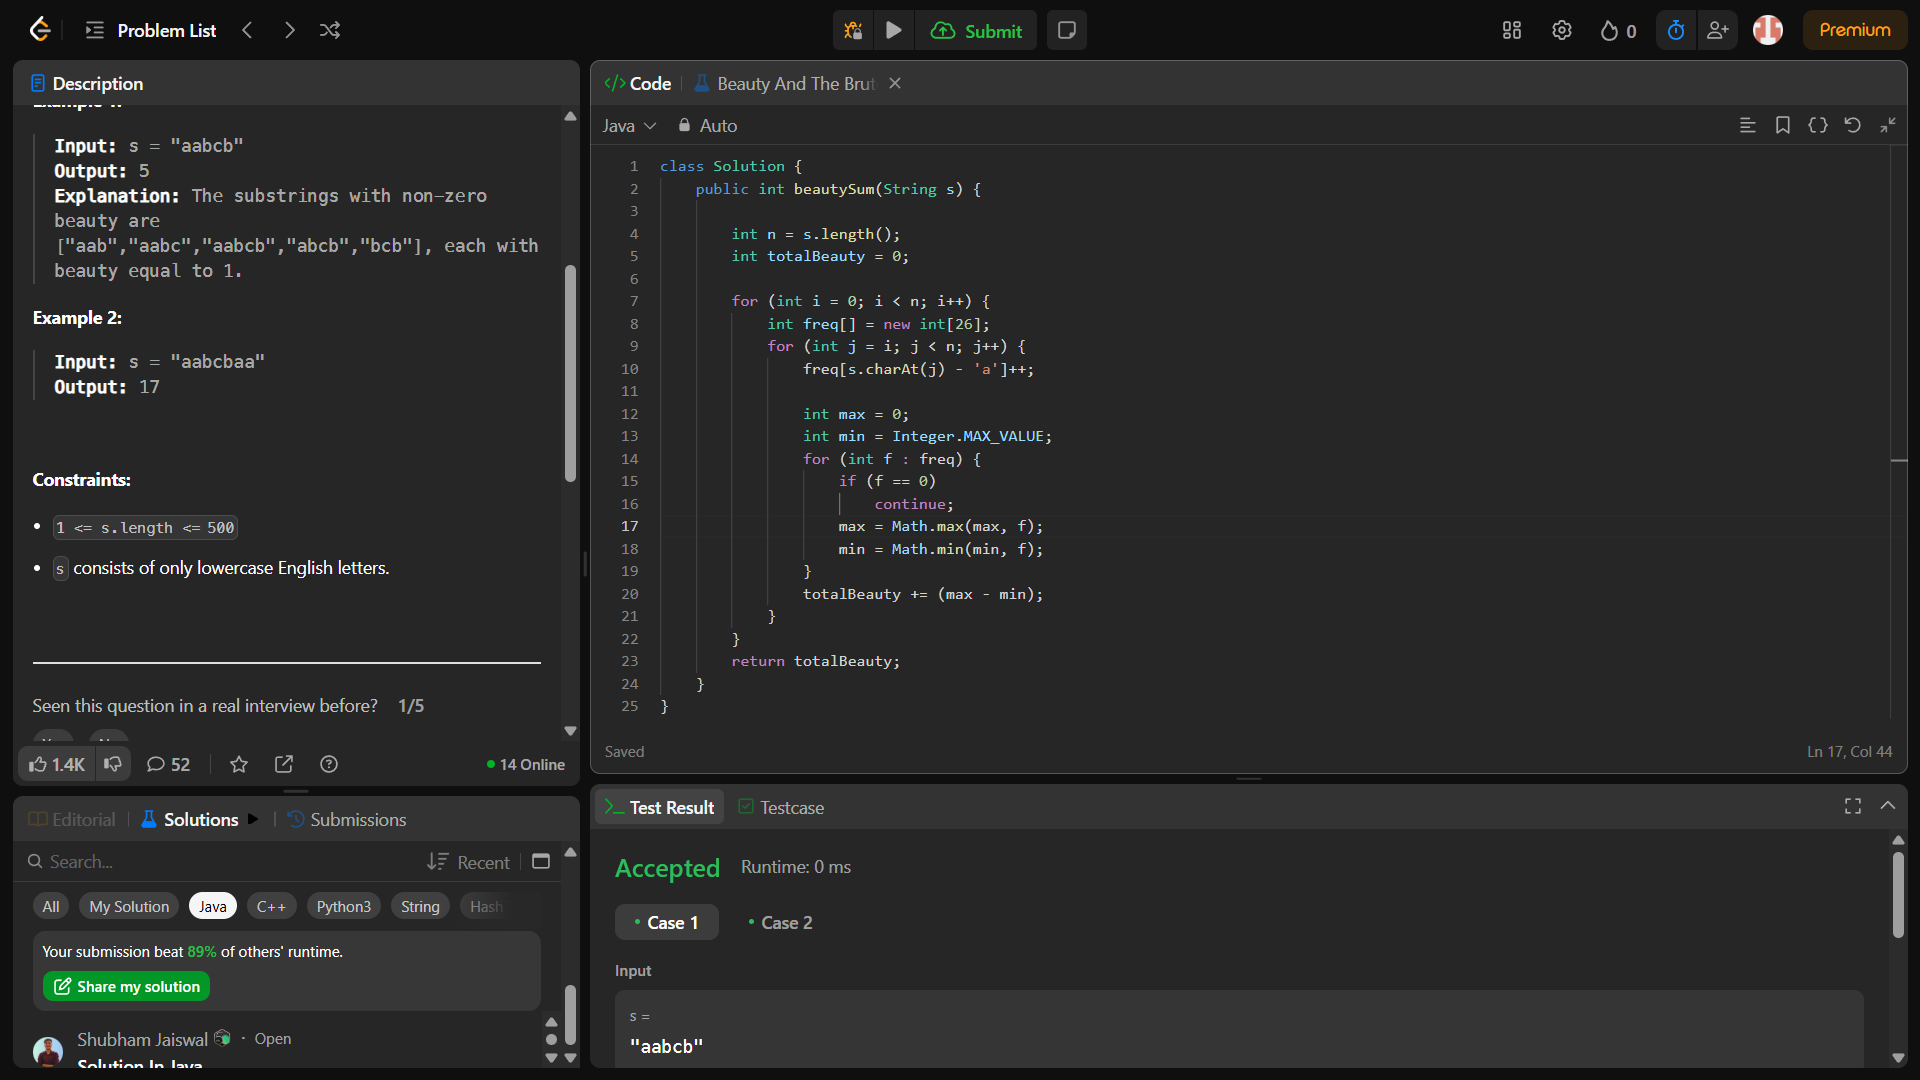 Problem List
Submit
0
Premium
Description
Input: s = "aabcb"
Output: 5
Explanation: The substrings with non-zero
beauty are
["aab","aabc","aabcb","abcb","bcb"], each with
beauty equal to 1.
Example 2:
Input: s = "aabcbaa"
Output: 17
Constraints:
1 <= s.length <= 500
s consists of only lowercase English letters.
Seen this question in a real interview before? 1/5
1.4K
52
14 Online
Editorial
Solutions
Submissions
Search...
Recent
All
My Solution
Java
C++
Python3
String
Hash
Your submission beat 89% of others' runtime.
Share my solution
Shubham Jaiswal · Open
Solution In Java
</> Code
Beauty And The Brut
Java
Auto
1 class Solution {
2 public int beautySum(String s) {
3
4 int n = s.length();
5 int totalBeauty = 0;
6
7 for (int i = 0; i < n; i++) {
8 int freq[] = new int[26];
9 for (int j = i; j < n; j++) {
10 freq[s.charAt(j) - 'a']++;
11
12 int max = 0;
13 int min = Integer.MAX_VALUE;
14 for (int f : freq) {
15 if (f == 0)
16 continue;
17 max = Math.max(max, f);
18 min = Math.min(min, f);
19 }
20 totalBeauty += (max - min);
21 }
22 }
23 return totalBeauty;
24 }
25 }
Saved
Ln 17, Col 44
Test Result
Testcase
Accepted
Runtime: 0 ms
Case 1
Case 2
Input
s =
"aabcb"